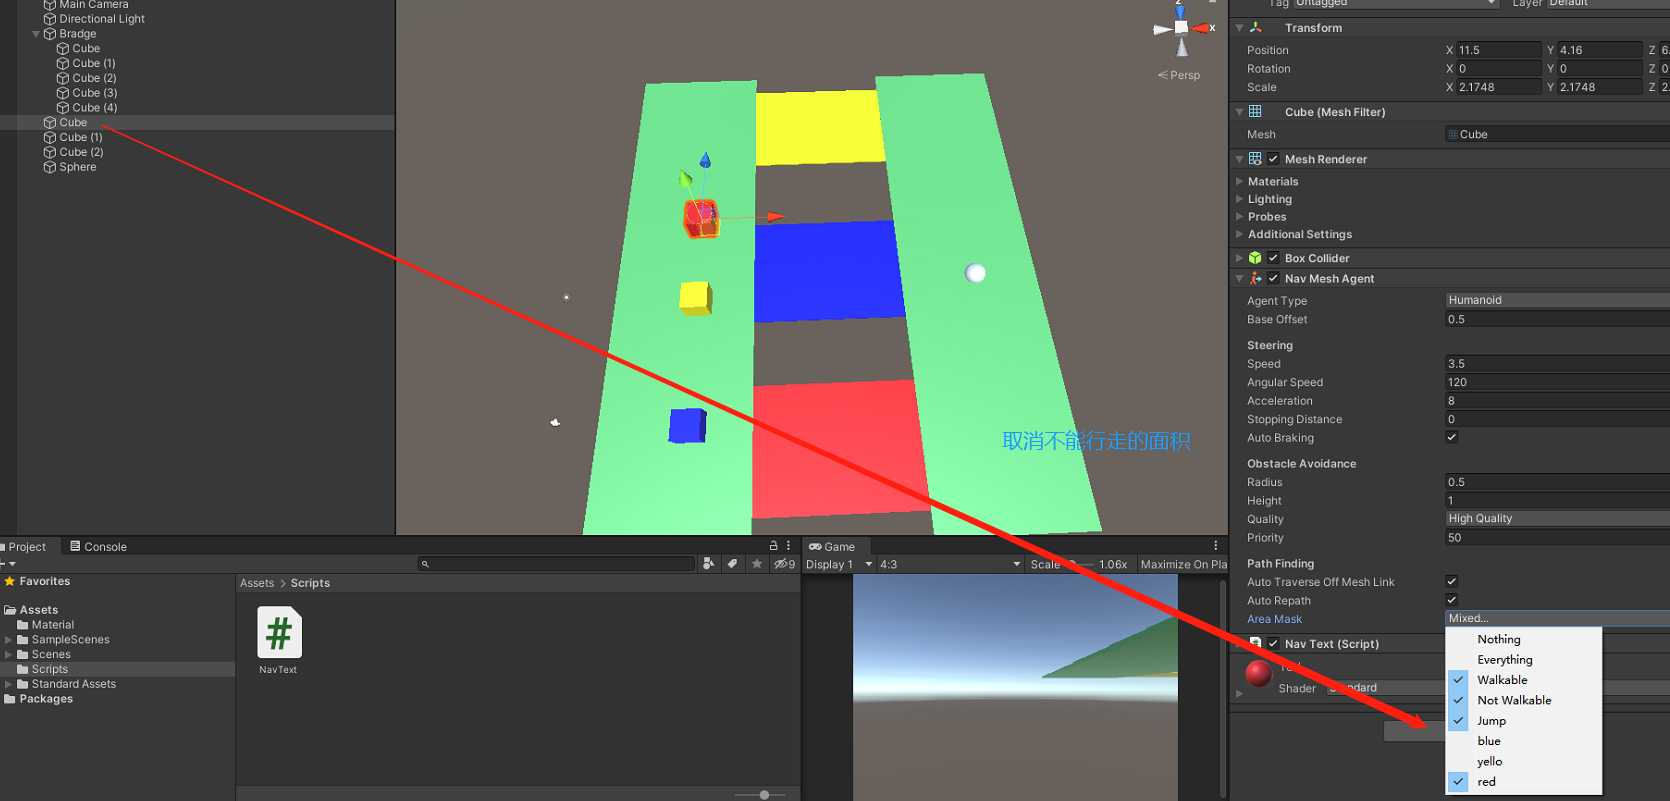 Main Camera
Directional Light
Bradge
Cube
Cube (1)
Cube (2)
Cube (3)
Cube (4)
Cube
Cube (1)
Cube (2)
Sphere
z
x
Persp
取消不能行走的面积
Tag Untagged Layer Default
Transform
Position X 11.5 Y 4.16 Z 6.
Rotation X 0 Y 0 Z 0
Scale X 2.1748 Y 2.1748 Z 2.
Cube (Mesh Filter)
Mesh Cube
Mesh Renderer
Materials
Lighting
Probes
Additional Settings
Box Collider
Nav Mesh Agent
Agent Type Humanoid
Base Offset 0.5
Steering
Speed 3.5
Angular Speed 120
Acceleration 8
Stopping Distance 0
Auto Braking
Obstacle Avoidance
Radius 0.5
Height 1
Quality High Quality
Priority 50
Path Finding
Auto Traverse Off Mesh Link
Auto Repath
Area Mask Mixed...
Nothing
Everything
Walkable
Not Walkable
Jump
blue
yello
red
Nav Text (Script)
Shader Standard
Project Console
9
Favorites
Assets
Material
SampleScenes
Scenes
Scripts
Standard Assets
Packages
Assets > Scripts
#
NavText
Game
Display 1 4:3 Scale 1.06x Maximize On Pla